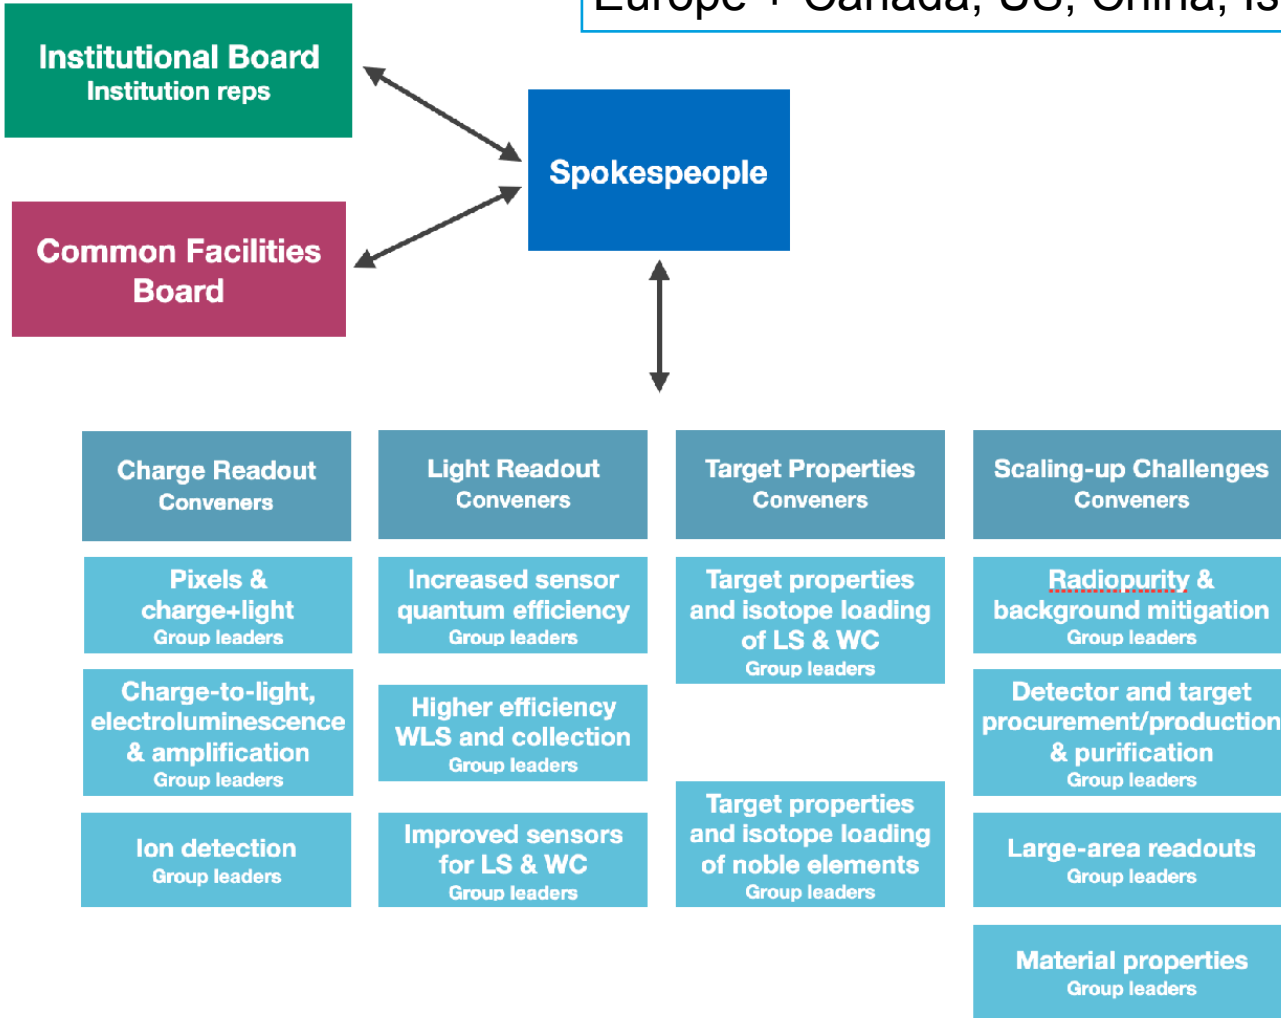 Europe + Canada, US, China, Is
Institutional Board
Institution reps
Spokespeople
Common Facilities
Board
Charge Readout
Conveners
Pixels &
charge+light
Group leaders
Charge-to-light,
electroluminescence
& amplification
Group leaders
Ion detection
Group leaders
Light Readout
Conveners
Increased sensor
quantum efficiency
Group leaders
Higher efficiency
WLS and collection
Group leaders
Improved sensors
for LS & WC
Group leaders
Target Properties
Conveners
Target properties
and isotope loading
of LS & WC
Group leaders
Target properties
and isotope loading
of noble elements
Group leaders
Scaling-up Challenges
Conveners
Radiopurity &
background mitigation
Group leaders
Detector and target
procurement/production
& purification
Group leaders
Large-area readouts
Group leaders
Material properties
Group leaders